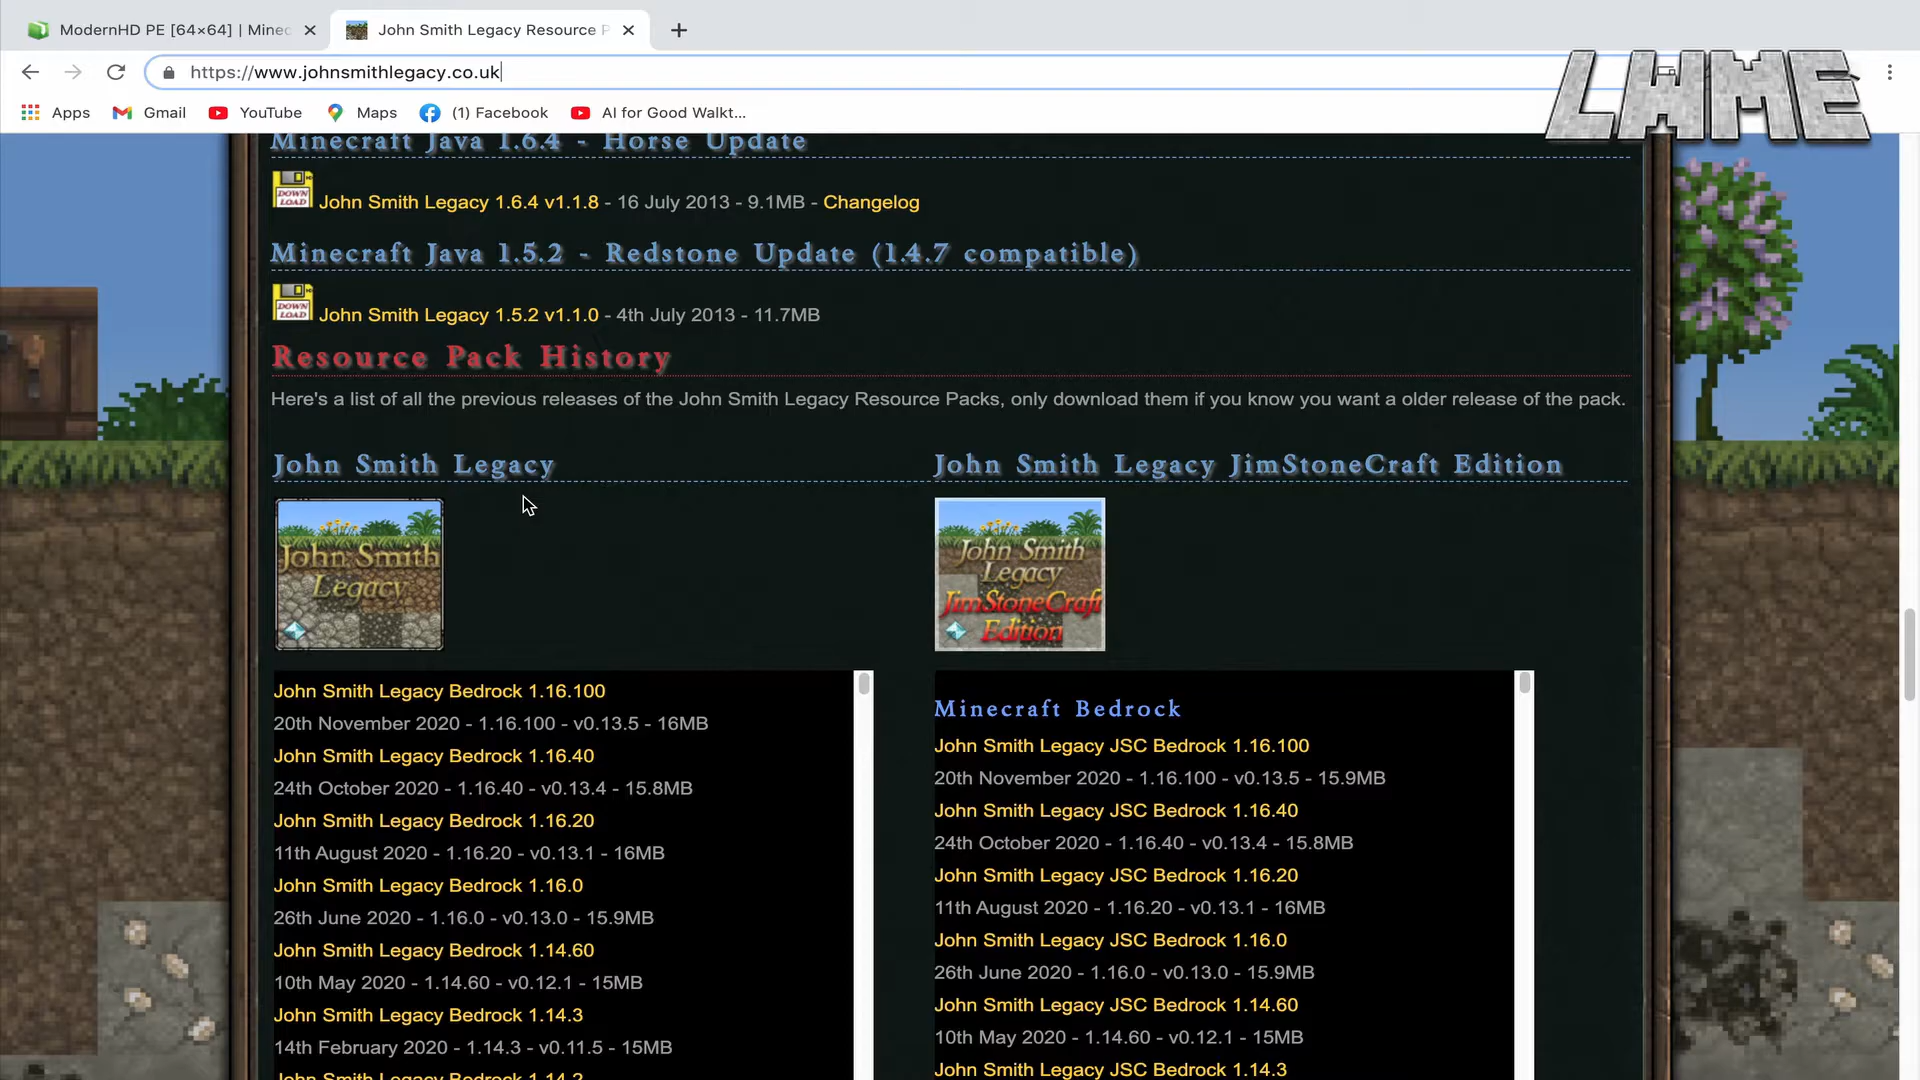 ModernHD PE [64×64] | Minec
John Smith Legacy Resource P
https://www.johnsmithlegacy.co.uk
LWME
Apps
Gmail
YouTube
Maps
(1) Facebook
AI for Good Walkt...
Minecraft Java 1.6.4 - Horse Update
DOWN LOAD
John Smith Legacy 1.6.4 v1.1.8 - 16 July 2013 - 9.1MB - Changelog
Minecraft Java 1.5.2 - Redstone Update (1.4.7 compatible)
DOWN LOAD
John Smith Legacy 1.5.2 v1.1.0 - 4th July 2013 - 11.7MB
Resource Pack History
Here's a list of all the previous releases of the John Smith Legacy Resource Packs, only download them if you know you want a older release of the pack.
John Smith Legacy
John Smith
Legacy
John Smith Legacy Bedrock 1.16.100
20th November 2020 - 1.16.100 - v0.13.5 - 16MB
John Smith Legacy Bedrock 1.16.40
24th October 2020 - 1.16.40 - v0.13.4 - 15.8MB
John Smith Legacy Bedrock 1.16.20
11th August 2020 - 1.16.20 - v0.13.1 - 16MB
John Smith Legacy Bedrock 1.16.0
26th June 2020 - 1.16.0 - v0.13.0 - 15.9MB
John Smith Legacy Bedrock 1.14.60
10th May 2020 - 1.14.60 - v0.12.1 - 15MB
John Smith Legacy Bedrock 1.14.3
14th February 2020 - 1.14.3 - v0.11.5 - 15MB
John Smith Legacy Bedrock 1.14.2
John Smith Legacy JimStoneCraft Edition
John Smith
Legacy
JimStoneCraft
Edition
Minecraft Bedrock
John Smith Legacy JSC Bedrock 1.16.100
20th November 2020 - 1.16.100 - v0.13.5 - 15.9MB
John Smith Legacy JSC Bedrock 1.16.40
24th October 2020 - 1.16.40 - v0.13.4 - 15.8MB
John Smith Legacy JSC Bedrock 1.16.20
11th August 2020 - 1.16.20 - v0.13.1 - 16MB
John Smith Legacy JSC Bedrock 1.16.0
26th June 2020 - 1.16.0 - v0.13.0 - 15.9MB
John Smith Legacy JSC Bedrock 1.14.60
10th May 2020 - 1.14.60 - v0.12.1 - 15MB
John Smith Legacy JSC Bedrock 1.14.3